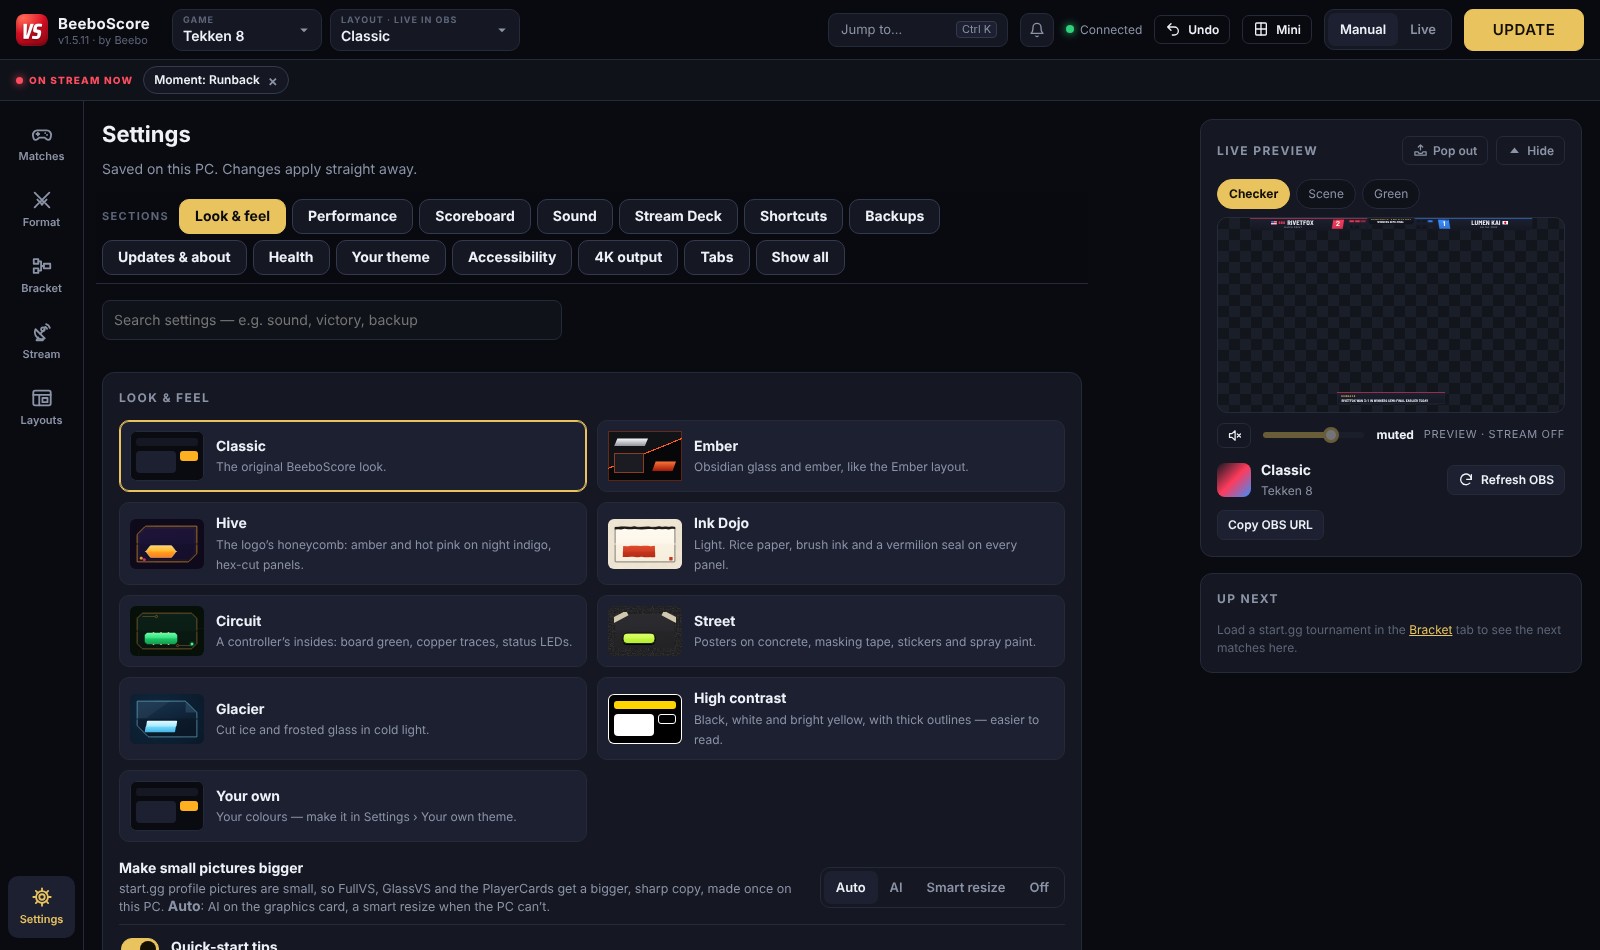 VS
BeeboScore
v1.5.11 · by Beebo
GAME
Tekken 8
LAYOUT · LIVE IN OBS
Classic
Jump to...
Ctrl K
Connected
Undo
Mini
Manual
Live
UPDATE
ON STREAM NOW
Moment: Runback ×
Matches
Format
Bracket
Stream
Layouts
Settings
Settings
Saved on this PC. Changes apply straight away.
SECTIONS
Look & feel
Performance
Scoreboard
Sound
Stream Deck
Shortcuts
Backups
Updates & about
Health
Your theme
Accessibility
4K output
Tabs
Show all
Search settings — e.g. sound, victory, backup
LOOK & FEEL
Classic
The original BeeboScore look.
Ember
Obsidian glass and ember, like the Ember layout.
Hive
The logo’s honeycomb: amber and hot pink on night indigo,
hex-cut panels.
Ink Dojo
Light. Rice paper, brush ink and a vermilion seal on every
panel.
Circuit
A controller’s insides: board green, copper traces, status LEDs.
Street
Posters on concrete, masking tape, stickers and spray paint.
Glacier
Cut ice and frosted glass in cold light.
High contrast
Black, white and bright yellow, with thick outlines — easier to
read.
Your own
Your colours — make it in Settings › Your own theme.
Make small pictures bigger
start.gg profile pictures are small, so FullVS, GlassVS and the PlayerCards get a bigger, sharp copy, made once on
this PC. Auto: AI on the graphics card, a smart resize when the PC can’t.
Auto
AI
Smart resize
Off
Quick-start tips
LIVE PREVIEW
Pop out
Hide
Checker
Scene
Green
RIVETFOX
2
1
LUMEN KAI
muted
PREVIEW · STREAM OFF
Classic
Tekken 8
Refresh OBS
Copy OBS URL
UP NEXT
Load a start.gg tournament in the Bracket tab to see the next
matches here.